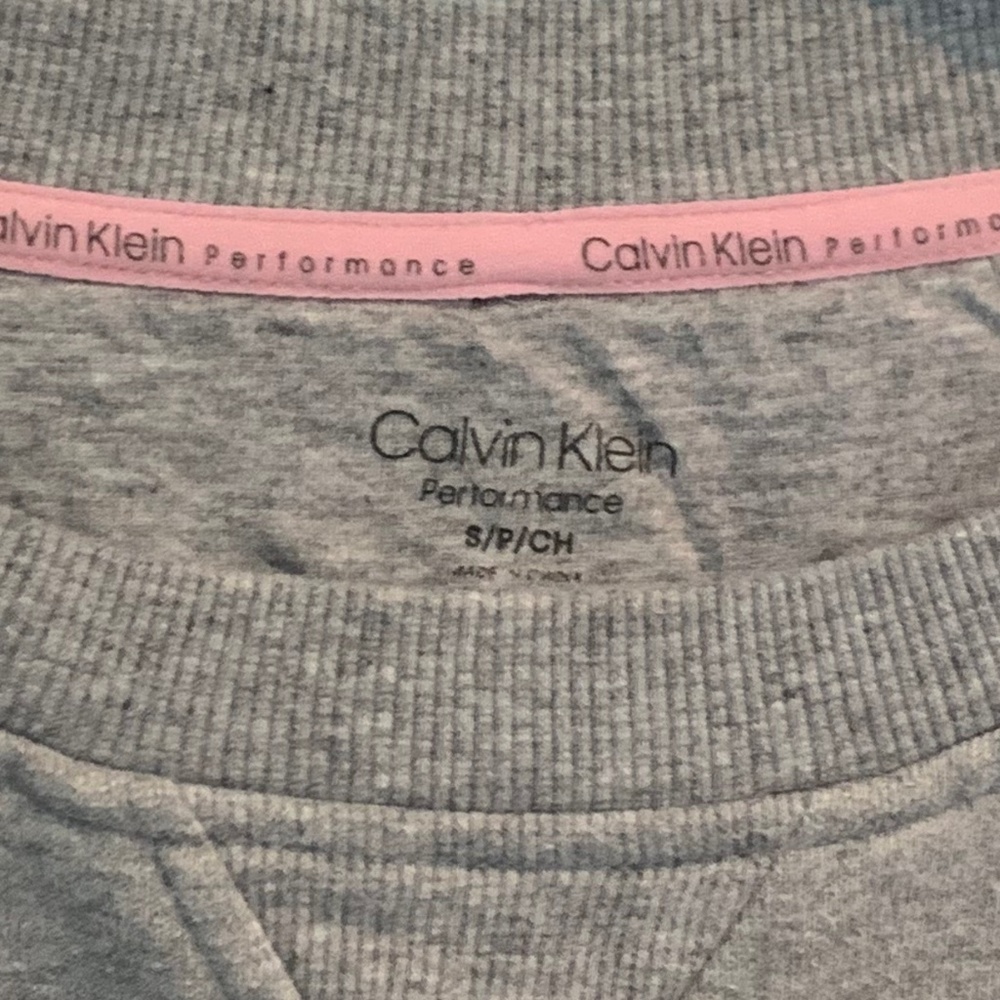 alvin Klein Performance Calvin Klein Performa
Calvin Klein
Performance
S/P/CH